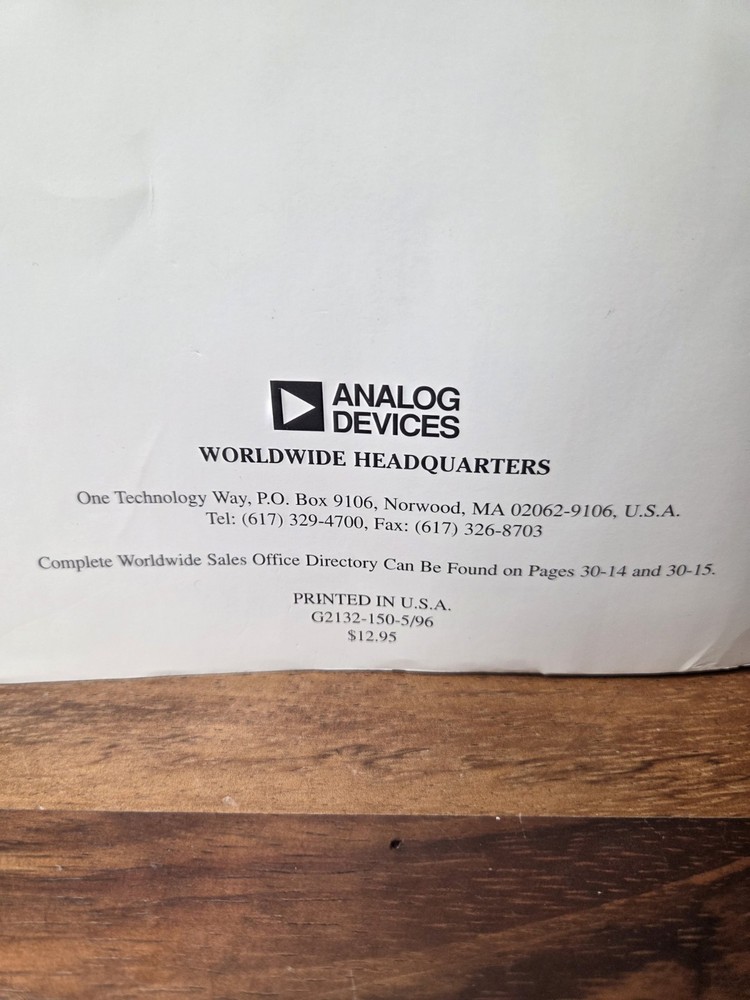 ANALOG
DEVICES
WORLDWIDE HEADQUARTERS
One Technology Way, P.O. Box 9106, Norwood, MA 02062-9106, U.S.A.
Tel: (617) 329-4700, Fax: (617) 326-8703
Complete Worldwide Sales Office Directory Can Be Found on Pages 30-14 and 30-15.
PRINTED IN U.S.A.
G2132-150-5/96
$12.95